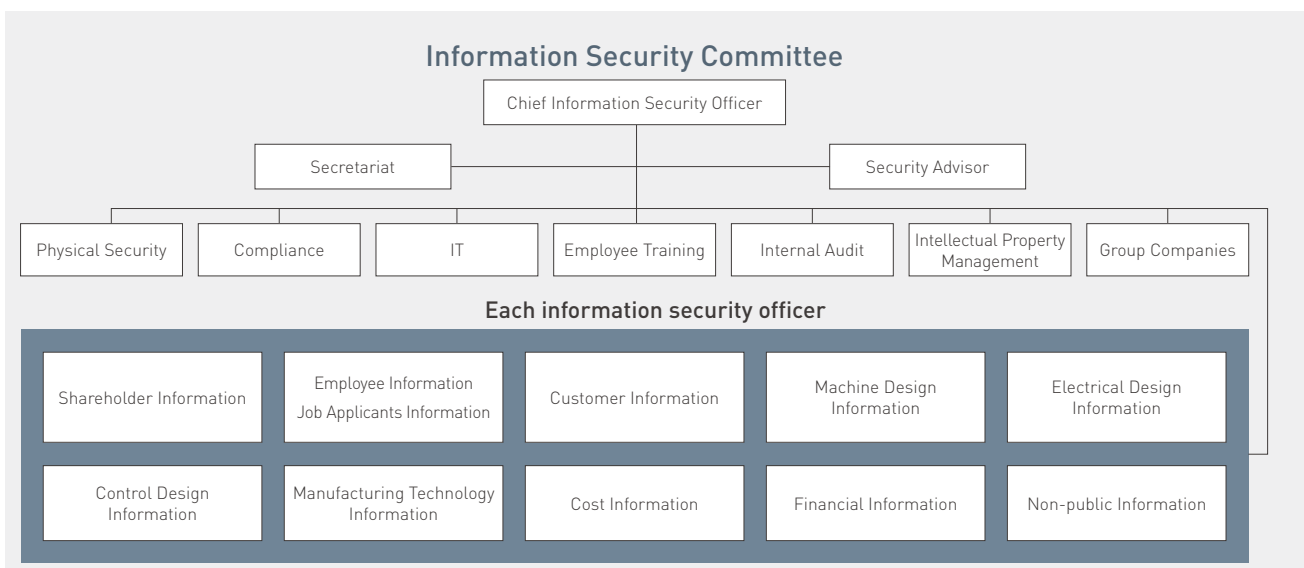 Information Security Committee
Chief Information Security Officer
Secretariat
Security Advisor
Physical Security
Compliance
IT
Employee Training
Internal Audit
Intellectual Property
Management
Group Companies
Each information security officer
Shareholder Information
Employee Information
Job Applicants Information
Customer Information
Machine Design
Information
Electrical Design
Information
Control Design
Information
Manufacturing Technology
Information
Cost Information
Financial Information
Non-public Information